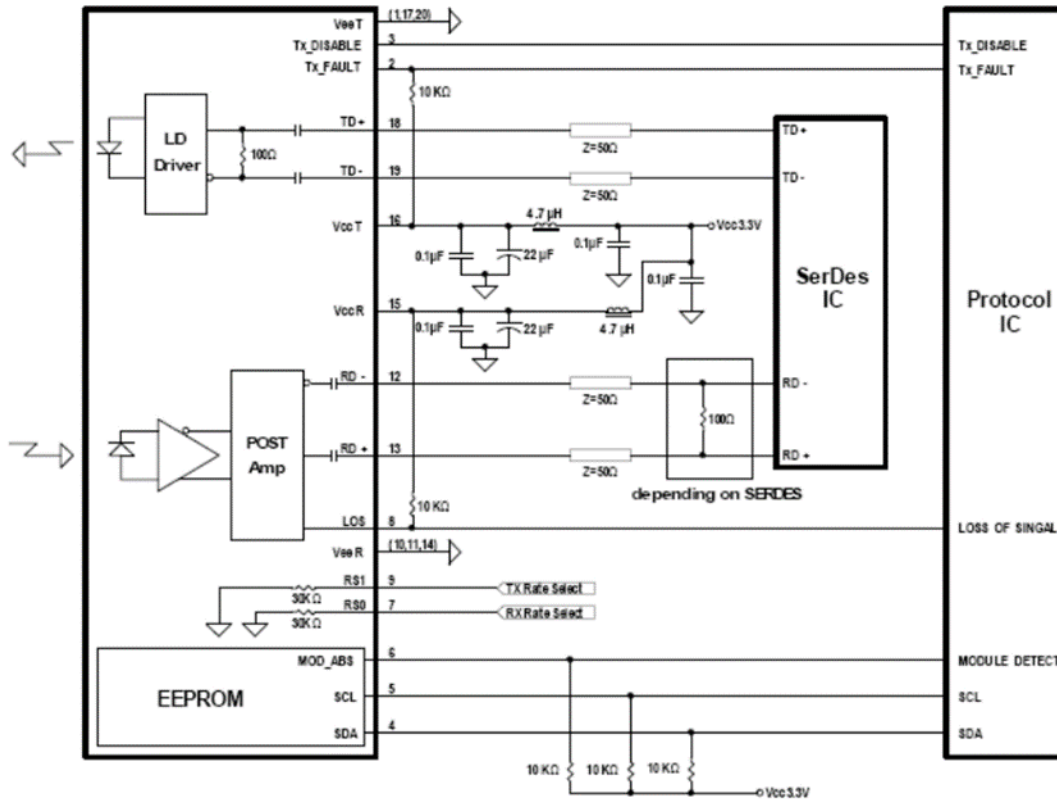 VeeT (1,17,20)
Tx_DISABLE 3 Tx_DISABLE
Tx_FAULT 2 Tx_FAULT
10 KΩ
LD
Driver
100Ω
TD+ 18 Z=50Ω TD+
TD- 19 Z=50Ω TD-
VccT 16 4.7 µH Vcc3.3V
0.1µF 22 µF 0.1µF 0.1µF
SerDes
IC
Protocol
IC
VccR 15
0.1µF 22 µF 4.7 µH
RD - 12 Z=50Ω RD -
100Ω
POST
Amp
RD + 13 Z=50Ω RD +
depending on SERDES
10 KΩ
LOS 8 LOSS OF SINGAL
VeeR (10,11,14)
RS1 9 TX Rate Select
30KΩ
RS0 7 RX Rate Select
30KΩ
MOD_ABS 6 MODULE DETECT
EEPROM
SCL 5 SCL
SDA 4 SDA
10 KΩ 10 KΩ 10 KΩ
Vcc3.3V